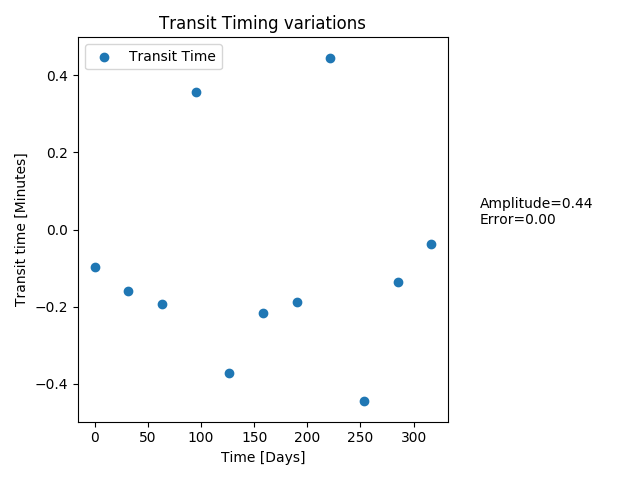 Transit Timing variations
Transit Time
Transit time [Minutes]
0.4
0.2
0.0
−0.2
−0.4
0
50
100
150
200
250
300
Time [Days]
Amplitude=0.44
Error=0.00